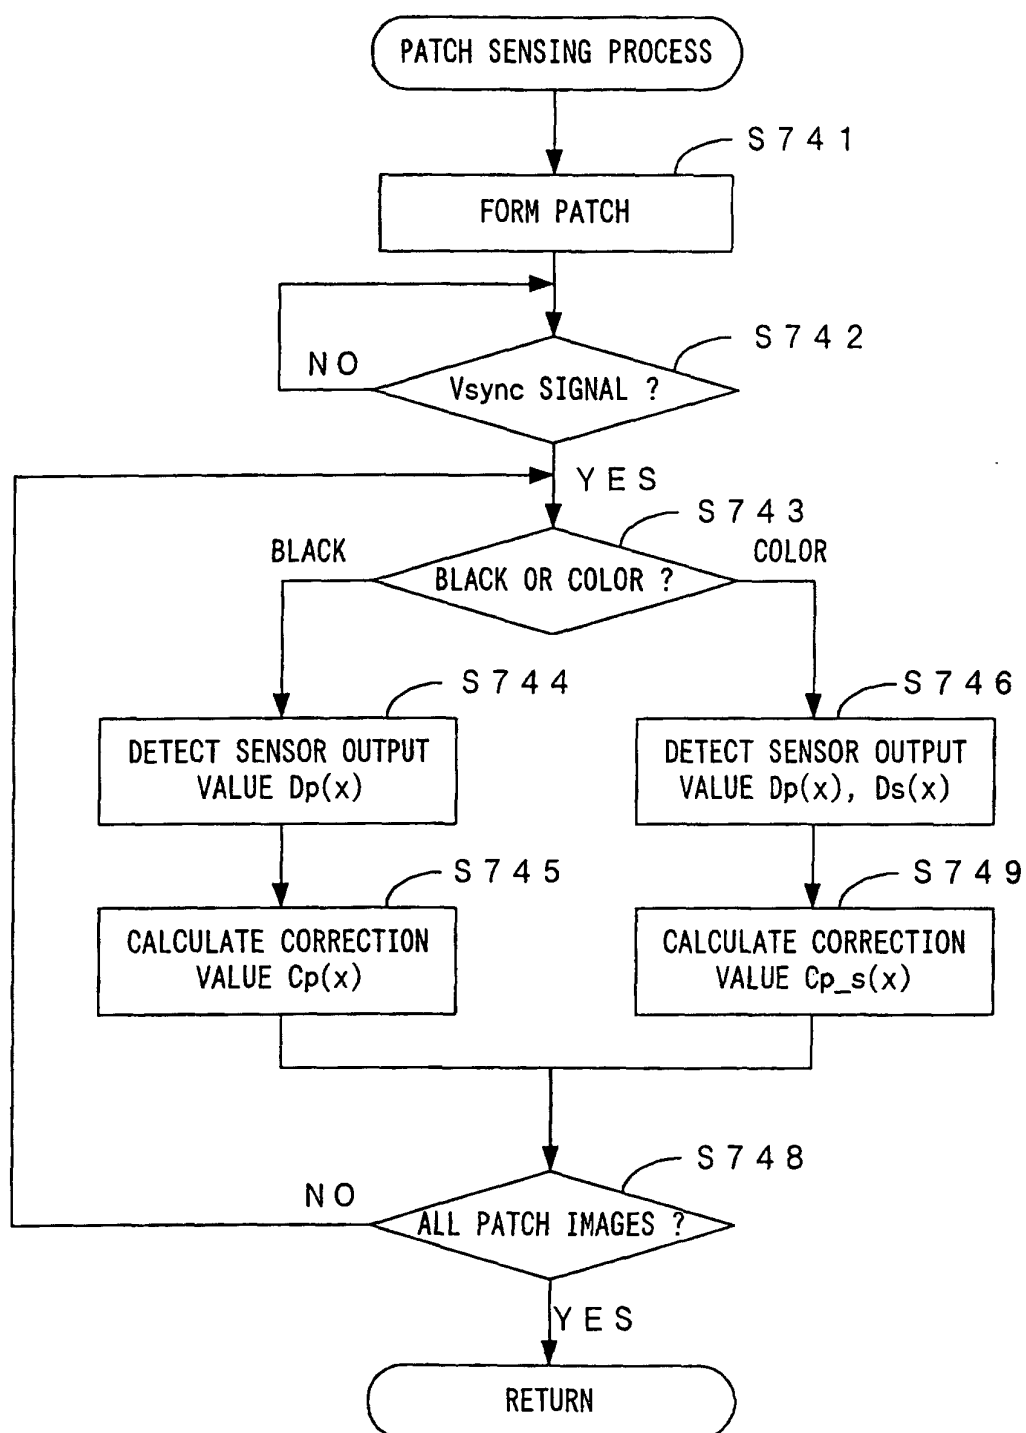 PATCH SENSING PROCESS
S741
FORM PATCH
S742
NO
Vsync SIGNAL ?
YES
S743
BLACK
COLOR
BLACK OR COLOR ?
S744
S746
DETECT SENSOR OUTPUT
VALUE Dp(x)
DETECT SENSOR OUTPUT
VALUE Dp(x), Ds(x)
S745
S749
CALCULATE CORRECTION
VALUE Cp(x)
CALCULATE CORRECTION
VALUE Cp_s(x)
S748
NO
ALL PATCH IMAGES ?
YES
RETURN